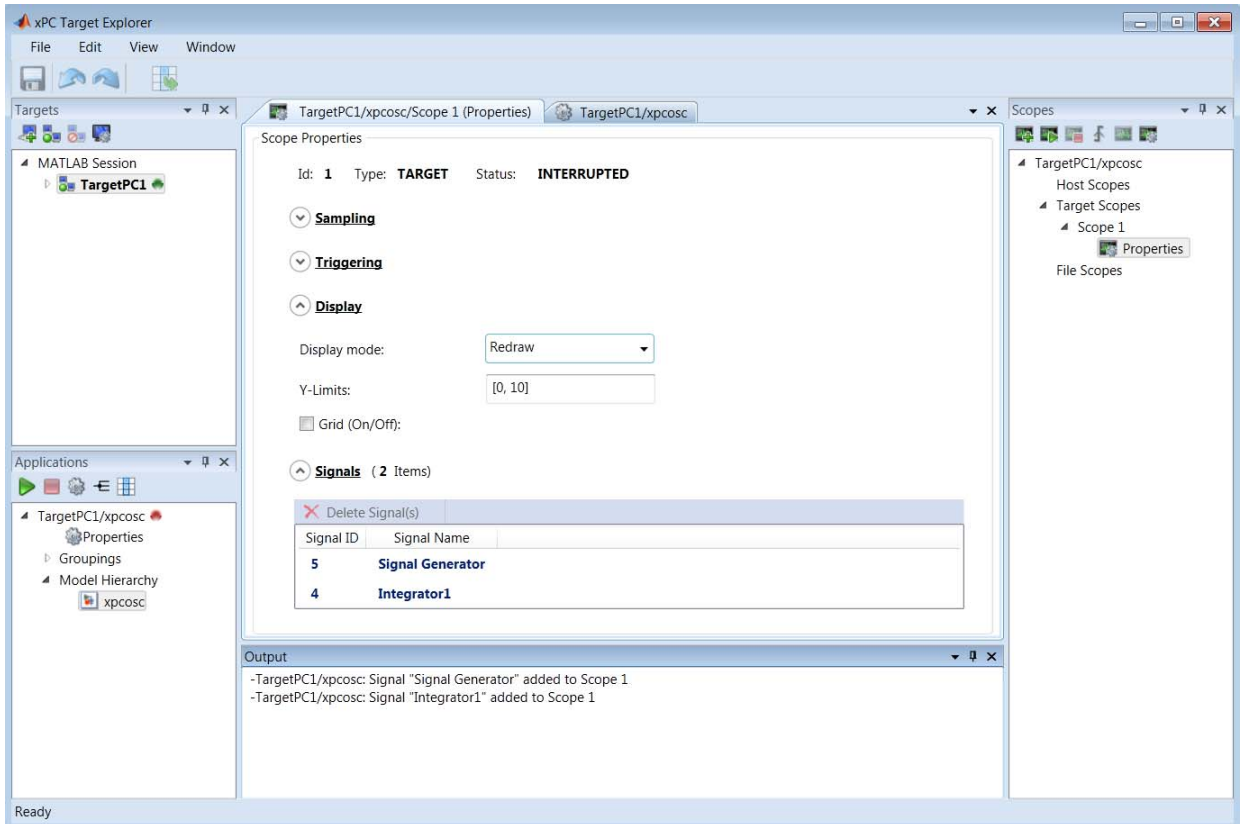 xPC Target Explorer
File Edit View Window
Targets
MATLAB Session
TargetPC1
Applications
TargetPC1/xpcosc
Properties
Groupings
Model Hierarchy
xpcosc
TargetPC1/xpcosc/Scope 1 (Properties) TargetPC1/xpcosc
Scope Properties
Id: 1 Type: TARGET Status: INTERRUPTED
Sampling
Triggering
Display
Display mode: Redraw
Y-Limits: [0, 10]
Grid (On/Off):
Signals ( 2 Items)
Delete Signal(s)
Signal ID Signal Name
5 Signal Generator
4 Integrator1
Output
-TargetPC1/xpcosc: Signal "Signal Generator" added to Scope 1
-TargetPC1/xpcosc: Signal "Integrator1" added to Scope 1
Scopes
TargetPC1/xpcosc
Host Scopes
Target Scopes
Scope 1
Properties
File Scopes
Ready